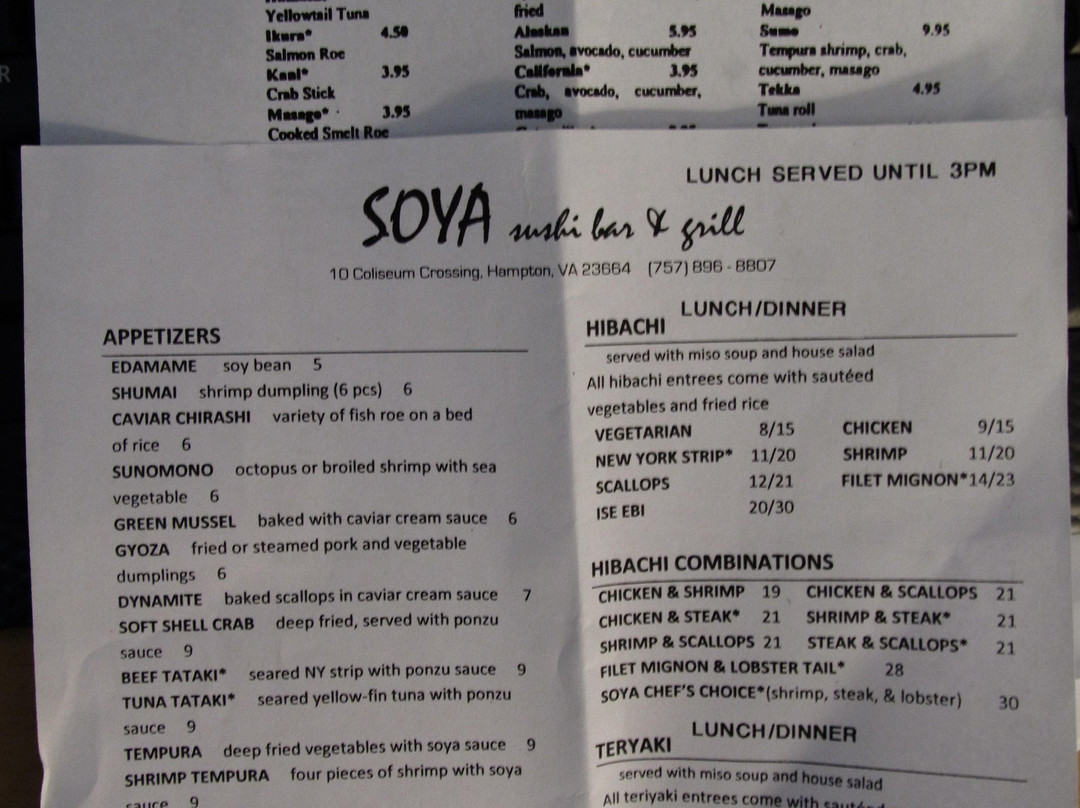 Yellowtail Tuna
Ikura* 4.50
Salmon Roe
Kani* 3.95
Crab Stick
Masago* 3.95
Cooked Smelt Roe
fried
Alaskan 5.95
Salmon, avocado, cucumber
California* 3.95
Crab, avocado, cucumber,
masago
Masago
Sumo 9.95
Tempura shrimp, crab,
cucumber, masago
Tekka 4.95
Tuna roll
LUNCH SERVED UNTIL 3PM
SOYA sushi bar & grill
10 Coliseum Crossing, Hampton, VA 23664 (757) 896 - 8807
APPETIZERS
EDAMAME soy bean 5
SHUMAI shrimp dumpling (6 pcs) 6
CAVIAR CHIRASHI variety of fish roe on a bed
of rice 6
SUNOMONO octopus or broiled shrimp with sea
vegetable 6
GREEN MUSSEL baked with caviar cream sauce 6
GYOZA fried or steamed pork and vegetable
dumplings 6
DYNAMITE baked scallops in caviar cream sauce 7
SOFT SHELL CRAB deep fried, served with ponzu
sauce 9
BEEF TATAKI* seared NY strip with ponzu sauce 9
TUNA TATAKI* seared yellow-fin tuna with ponzu
sauce 9
TEMPURA deep fried vegetables with soya sauce 9
SHRIMP TEMPURA four pieces of shrimp with soya
sauce 9
LUNCH/DINNER
HIBACHI
served with miso soup and house salad
All hibachi entrees come with sautéed
vegetables and fried rice
VEGETARIAN 8/15 CHICKEN 9/15
NEW YORK STRIP* 11/20 SHRIMP 11/20
SCALLOPS 12/21 FILET MIGNON* 14/23
ISE EBI 20/30
HIBACHI COMBINATIONS
CHICKEN & SHRIMP 19 CHICKEN & SCALLOPS 21
CHICKEN & STEAK* 21 SHRIMP & STEAK* 21
SHRIMP & SCALLOPS 21 STEAK & SCALLOPS* 21
FILET MIGNON & LOBSTER TAIL* 28
SOYA CHEF'S CHOICE* (shrimp, steak, & lobster) 30
LUNCH/DINNER
TERYAKI
served with miso soup and house salad
All teriyaki entrees come with sautéed